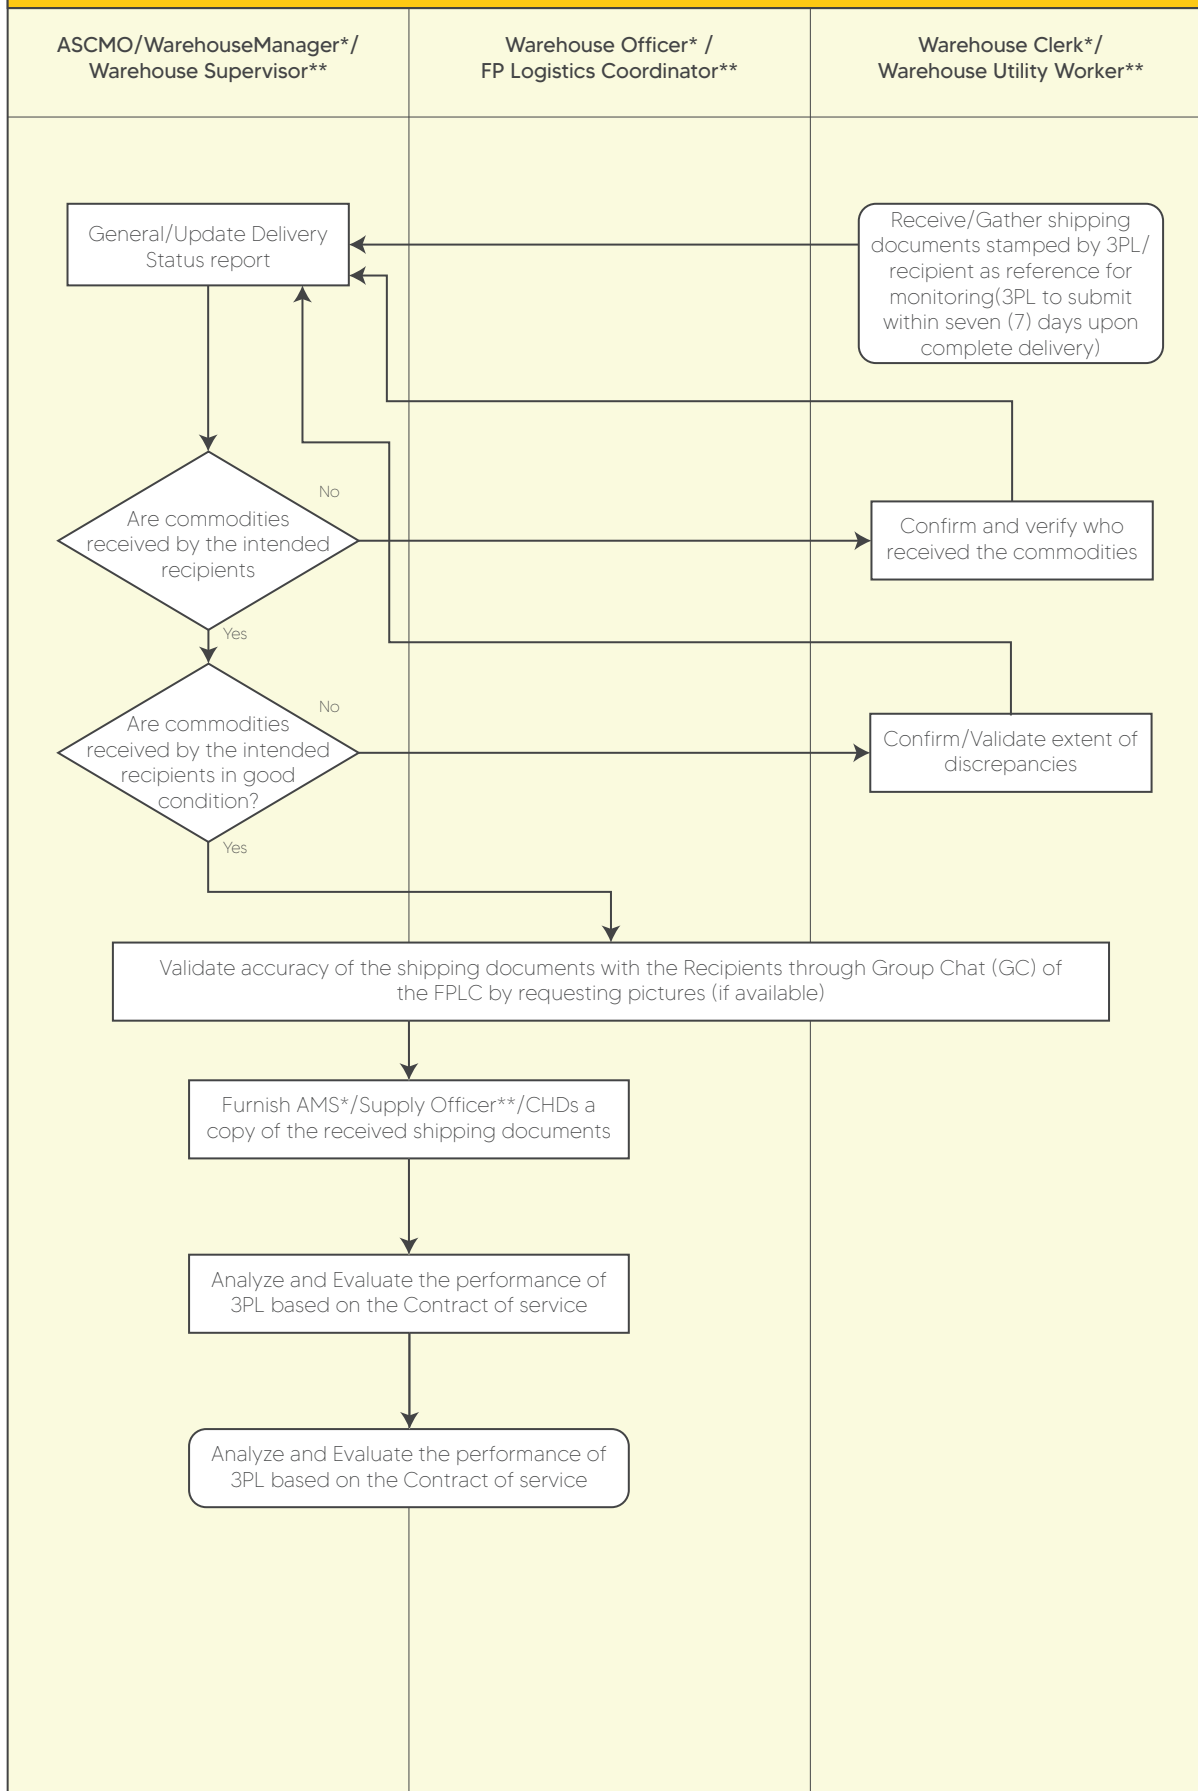 ASCMO/WarehouseManager*/
Warehouse Supervisor**
Warehouse Officer* /
FP Logistics Coordinator**
Warehouse Clerk*/
Warehouse Utility Worker**
General/Update Delivery
Status report
Receive/Gather shipping
documents stamped by 3PL/
recipient as reference for
monitoring(3PL to submit
within seven (7) days upon
complete delivery)
No
Are commodities
received by the intended
recipients
Confirm and verify who
received the commodities
Yes
No
Are commodities
received by the intended
recipients in good
condition?
Confirm/Validate extent of
discrepancies
Yes
Validate accuracy of the shipping documents with the Recipients through Group Chat (GC) of
the FPLC by requesting pictures (if available)
Furnish AMS*/Supply Officer**/CHDs a
copy of the received shipping documents
Analyze and Evaluate the performance of
3PL based on the Contract of service
Analyze and Evaluate the performance of
3PL based on the Contract of service